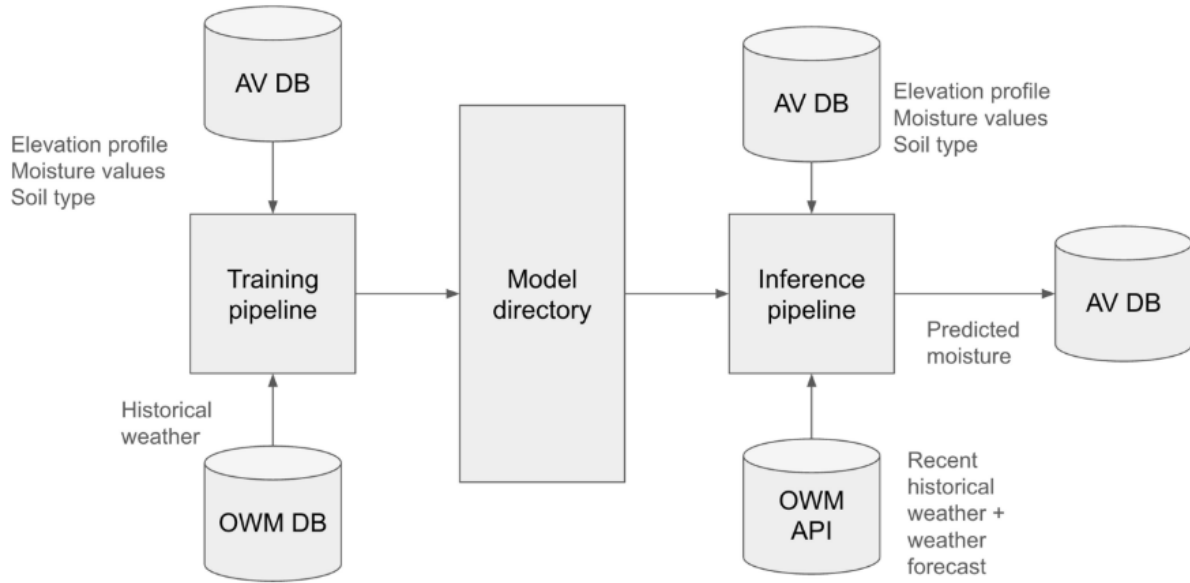 AV DB
Elevation profile
Moisture values
Soil type
Training
pipeline
Historical
weather
OWM DB
Model
directory
AV DB
Elevation profile
Moisture values
Soil type
Inference
pipeline
Predicted
moisture
AV DB
OWM
API
Recent
historical
weather +
weather
forecast